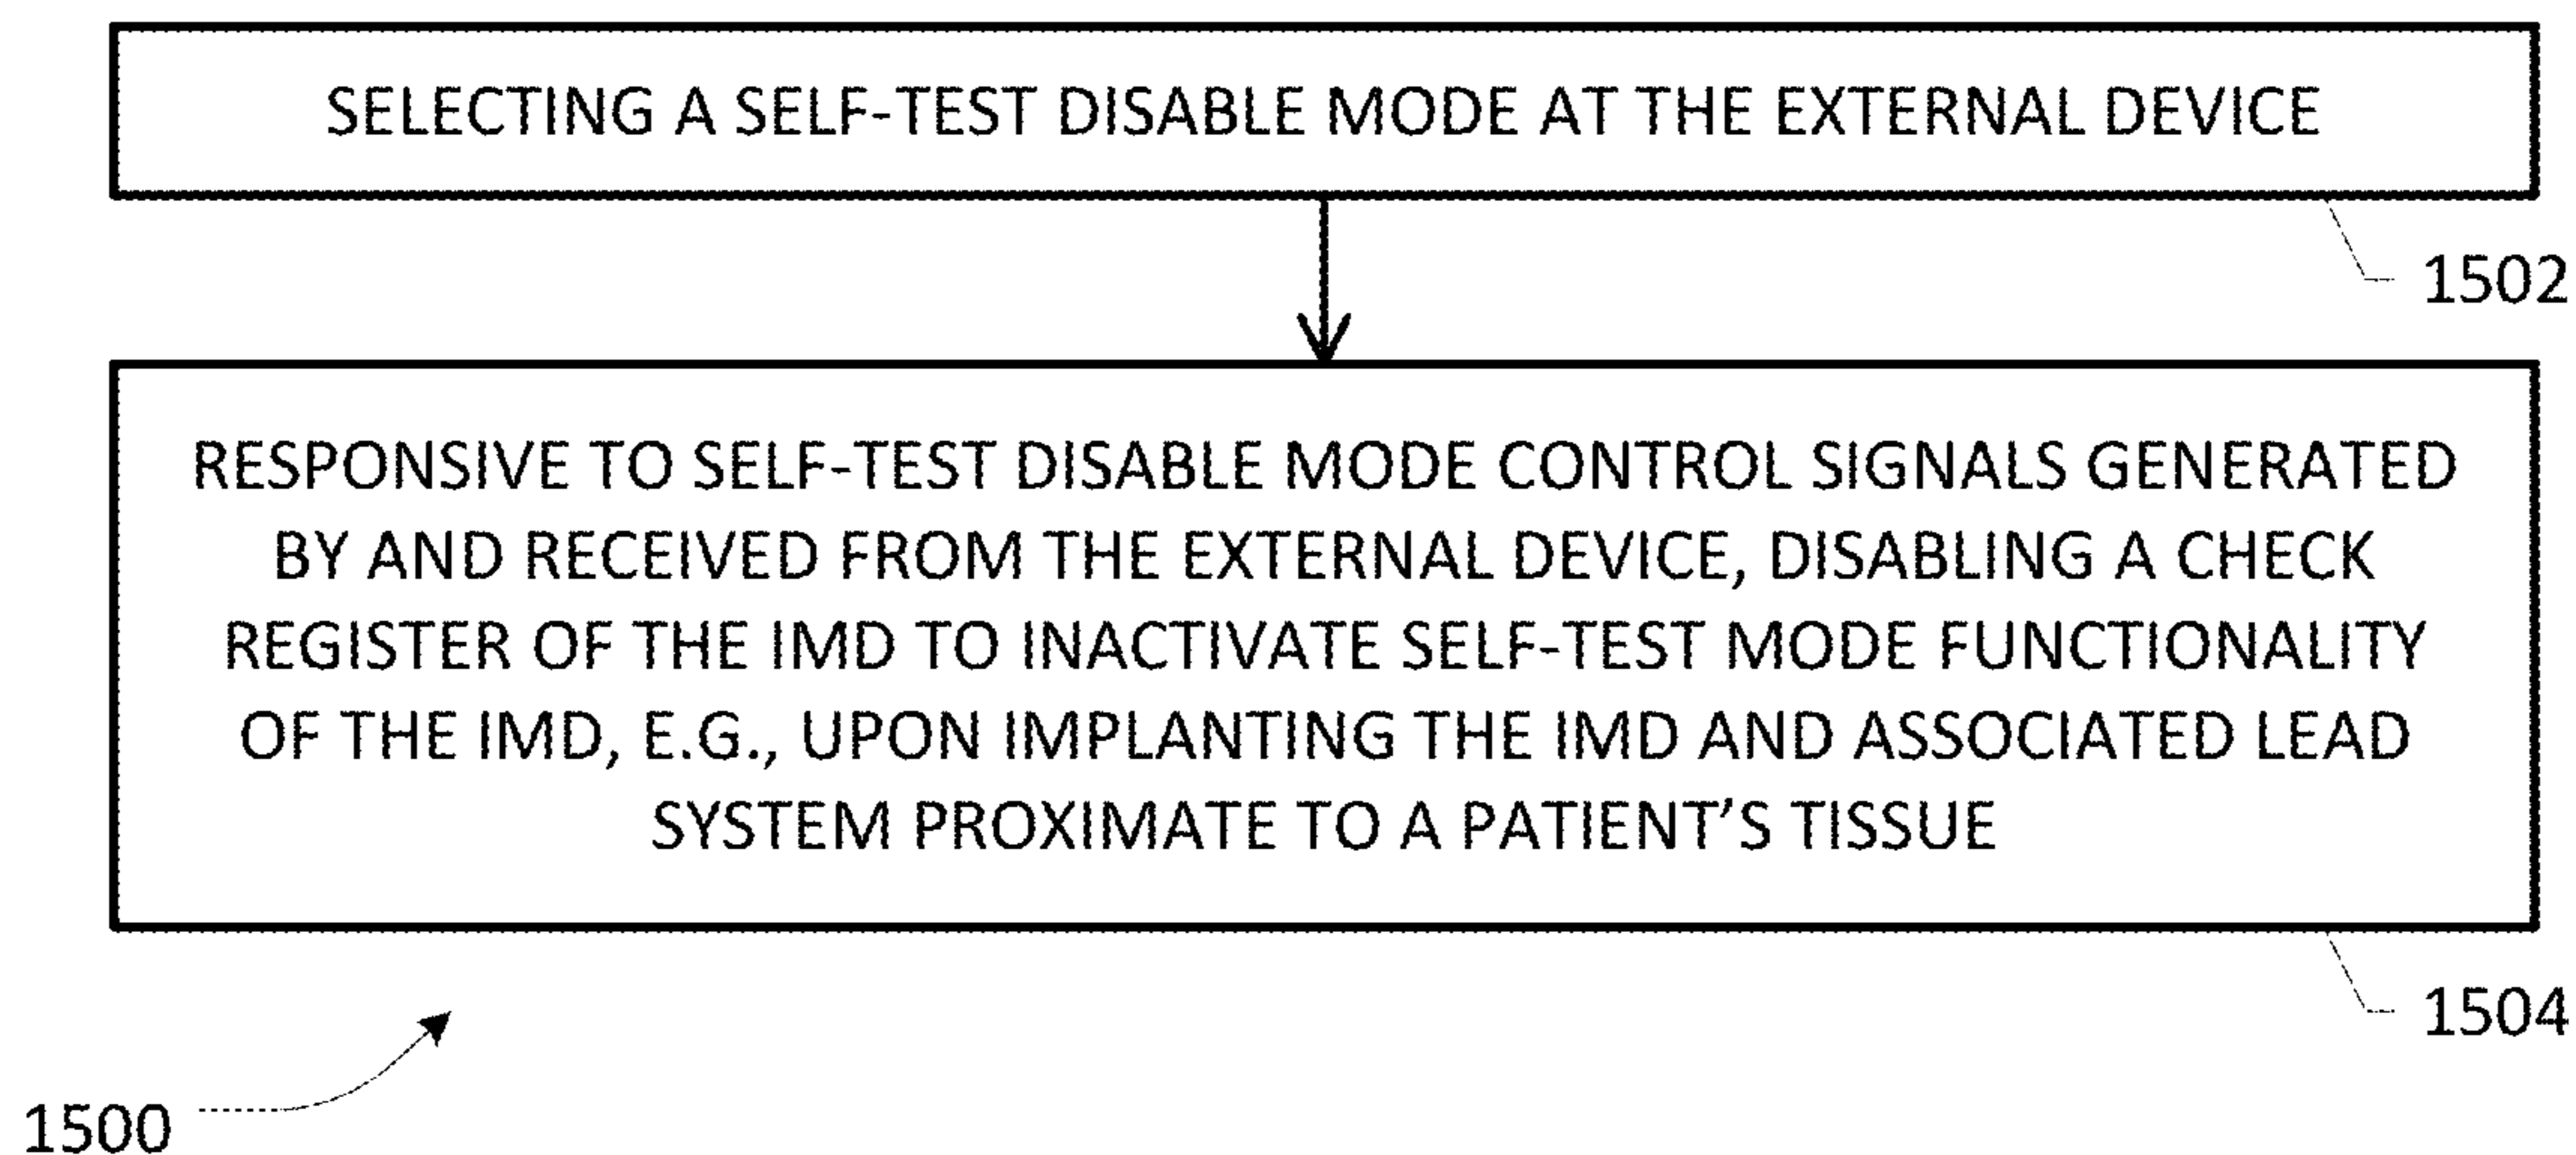 SELECTING A SELF-TEST DISABLE MODE AT THE EXTERNAL DEVICE
1502
RESPONSIVE TO SELF-TEST DISABLE MODE CONTROL SIGNALS GENERATED
BY AND RECEIVED FROM THE EXTERNAL DEVICE, DISABLING A CHECK
REGISTER OF THE IMD TO INACTIVATE SELF-TEST MODE FUNCTIONALITY
OF THE IMD, E.G., UPON IMPLANTING THE IMD AND ASSOCIATED LEAD
SYSTEM PROXIMATE TO A PATIENT’S TISSUE
1504
1500